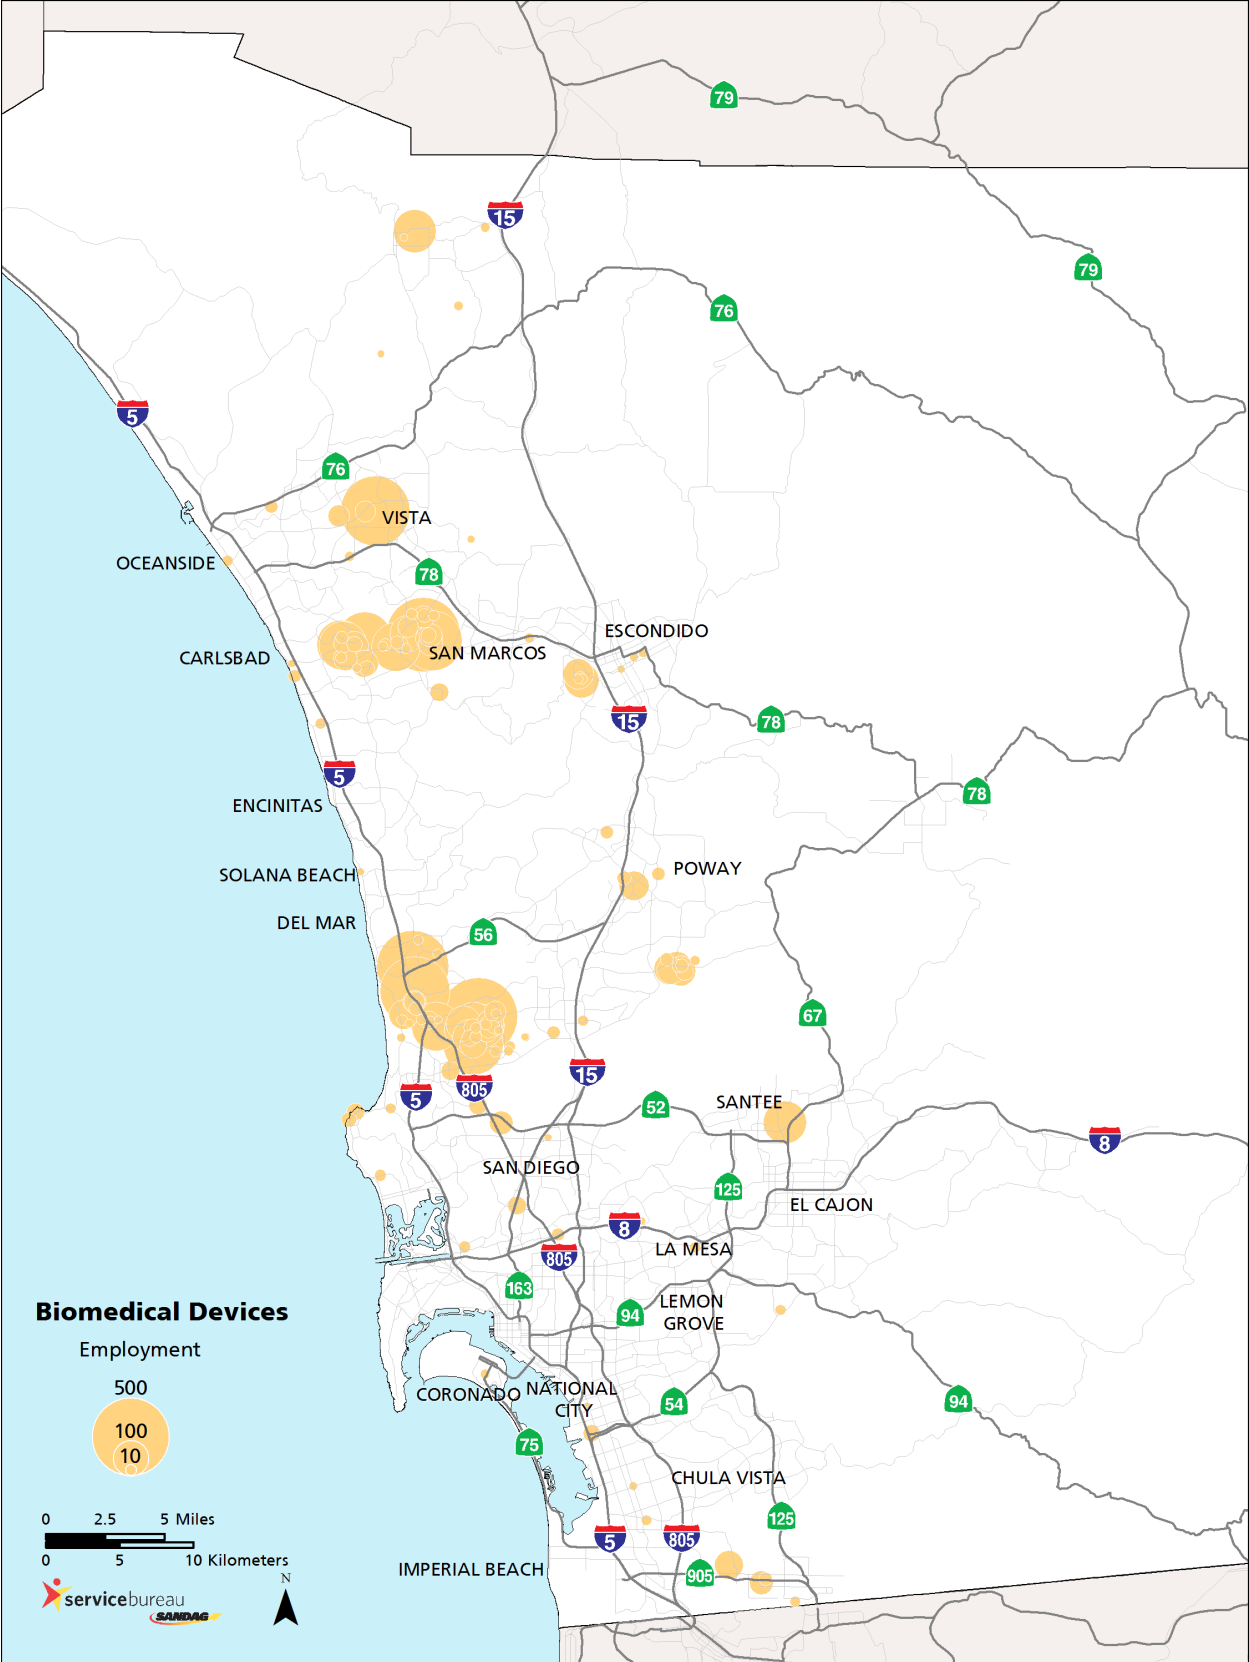 79
15
79
76
5
76
VISTA
OCEANSIDE
78
ESCONDIDO
SAN MARCOS
CARLSBAD
15
78
5
78
ENCINITAS
POWAY
SOLANA BEACH
DEL MAR
56
67
15
805
5
52
SANTEE
8
SAN DIEGO
125
EL CAJON
8
LA MESA
805
163
94
LEMON
GROVE
CORONADO
NATIONAL
CITY
54
94
75
CHULA VISTA
125
5
805
905
IMPERIAL BEACH
Biomedical Devices
Employment
500
100
10
0 2.5 5 Miles
0 5 10 Kilometers
N
servicebureau
SANDAG